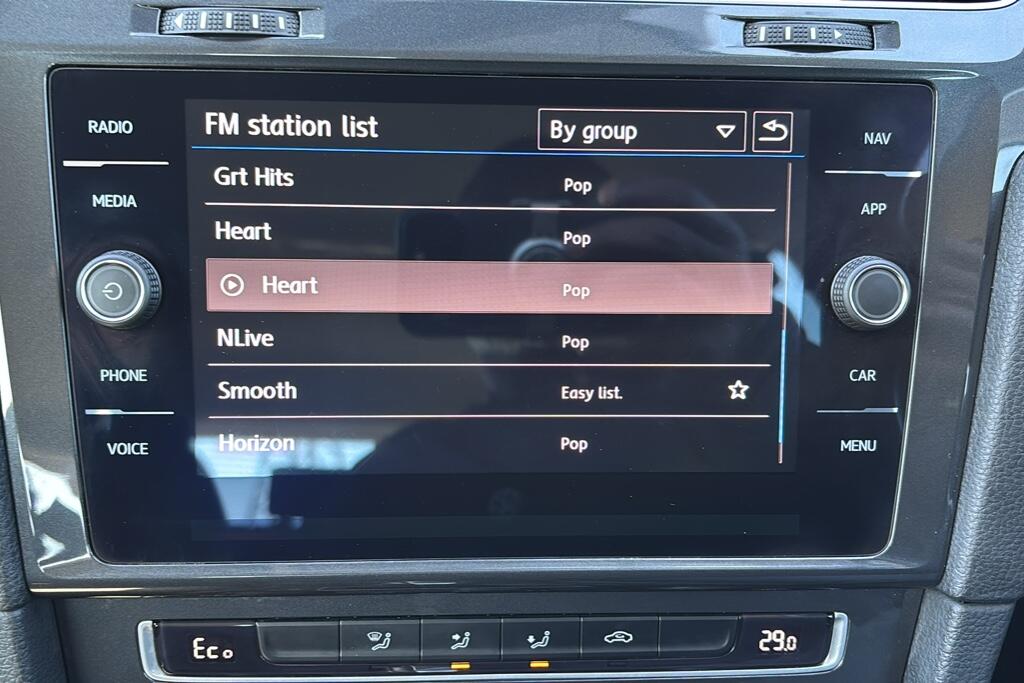 RADIO
MEDIA
PHONE
VOICE
FM station list By group
Grt Hits Pop
Heart Pop
Heart Pop
NLive Pop
Smooth Easy list.
Horizon Pop
NAV
APP
CAR
MENU
Eco 29.0